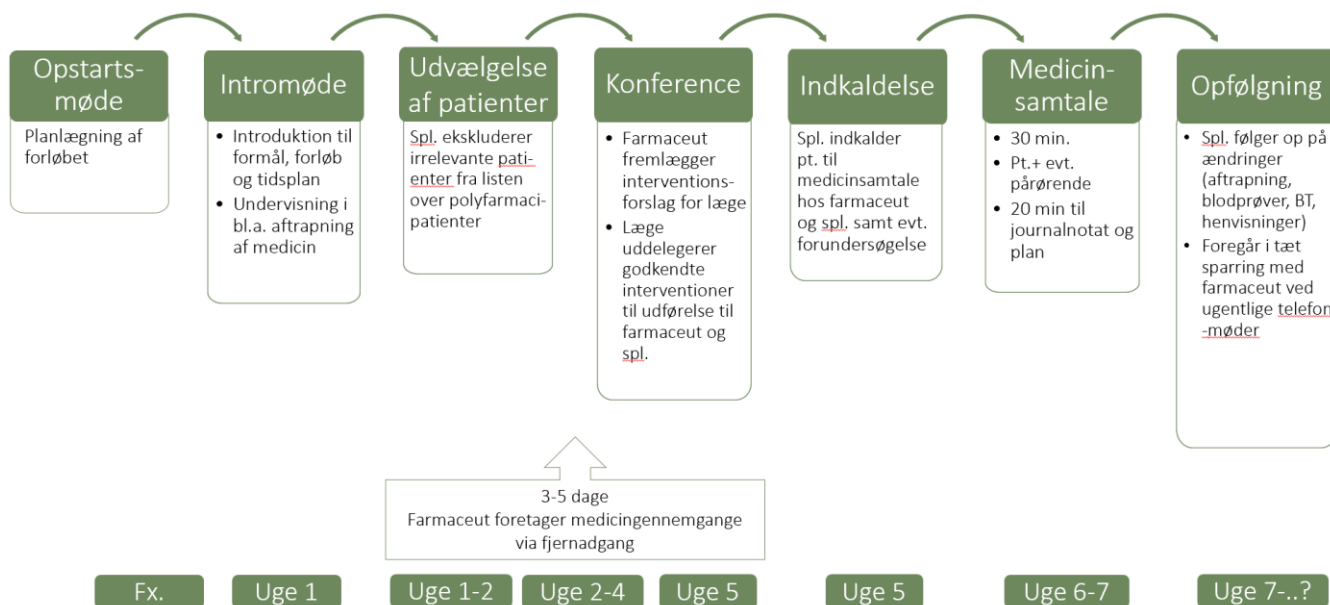 Opstarts-
møde
Planlægning af
forløbet
Intromøde
• Introduktion til
formål, forløb
og tidsplan
• Undervisning i
bl.a. aftrapning
af medicin
Udvælgelse
af patienter
Spl. ekskluderer
irrelevante pati-
enter fra listen
over polyfarmaci-
patienter
Konference
• Farmaceut
fremlægger
interventions-
forslag for læge
• Læge
uddelegerer
godkendte
interventioner
til udførelse til
farmaceut og
spl.
Indkaldelse
Spl. indkalder
pt. til
medicinsamtale
hos farmaceut
og spl. samt evt.
forundersøgelse
Medicin-
samtale
• 30 min.
• Pt.+ evt.
pårørende
• 20 min til
journalnotat og
plan
Opfølgning
• Spl. følger op på
ændringer
(aftrapning,
blodprøver, BT,
henvisninger)
• Foregår i tæt
sparring med
farmaceut ved
ugentlige telefon
-møder
3-5 dage
Farmaceut foretager medicingennemgange
via fjernadgang
Fx.
Uge 1
Uge 1-2
Uge 2-4
Uge 5
Uge 5
Uge 6-7
Uge 7-..?